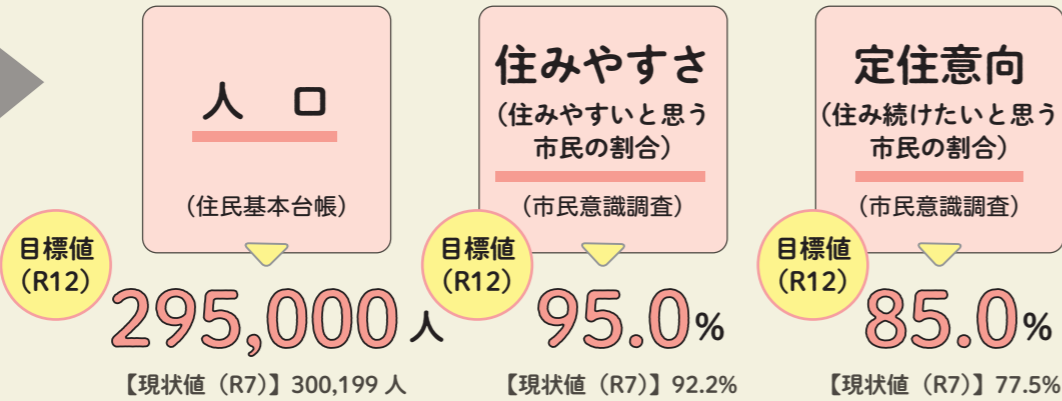 人　口
（住民基本台帳）
目標値
（R12）
295,000人
【現状値（R7）】300,199人
住みやすさ
（住みやすいと思う
市民の割合）
（市民意識調査）
目標値
（R12）
95.0%
【現状値（R7）】92.2%
定住意向
（住み続けたいと思う
市民の割合）
（市民意識調査）
目標値
（R12）
85.0%
【現状値（R7）】77.5%